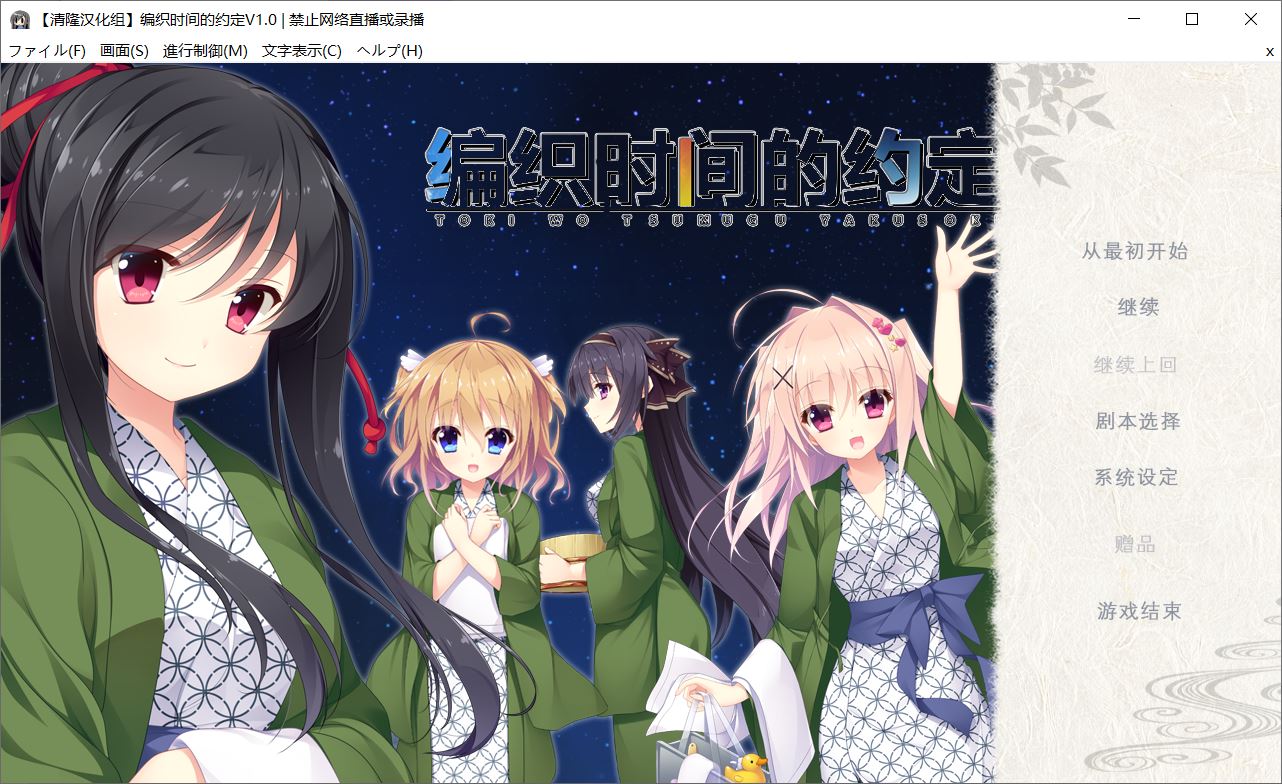 【清隆汉化组】编织时间的约定V1.0 | 禁止网络直播或录播
ファイル(F) 画面(S) 進行制御(M) 文字表示(C) ヘルプ(H) x
编织时间的约定
TOKI WO TSUMUGU YAKUSOK
从最初开始
继续
继续上回
剧本选择
系统设定
赠品
游戏结束